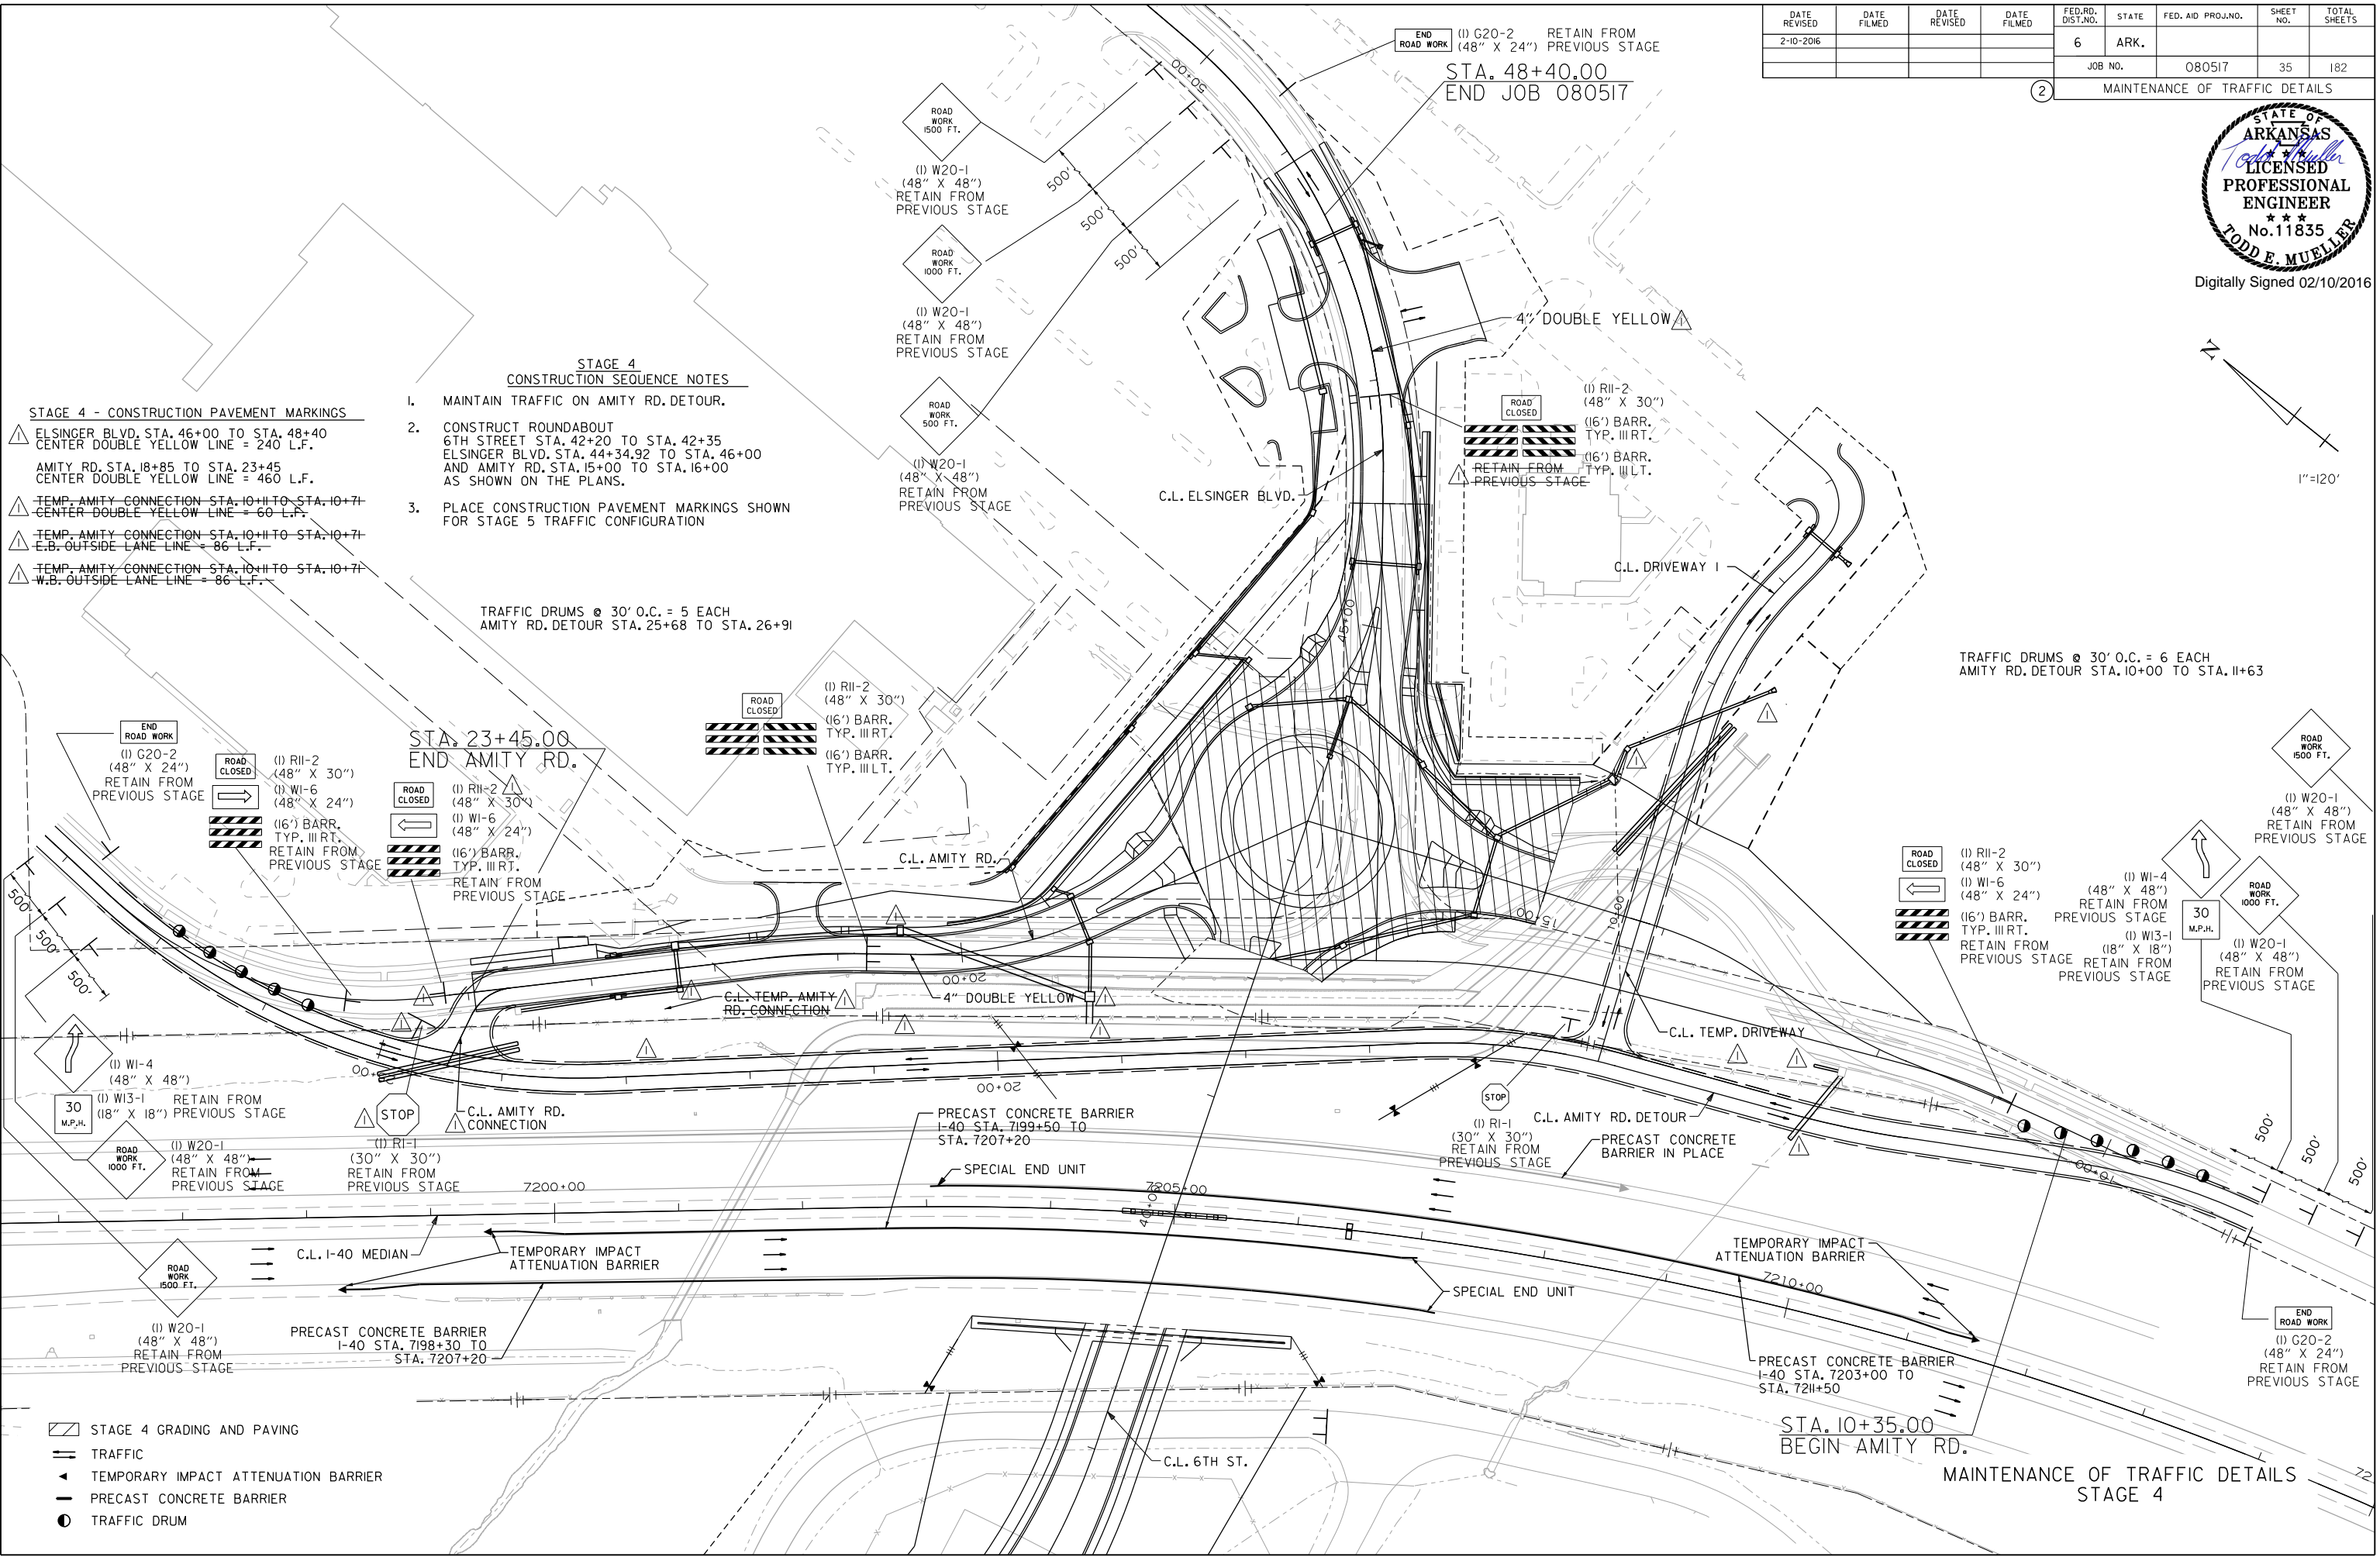 DATE REVISED
DATE FILMED
DATE REVISED
DATE FILMED
FED.RD. DIST.NO.
STATE
FED. AID PROJ.NO.
SHEET NO.
TOTAL SHEETS
2-10-2016
6
ARK.
JOB NO.
080517
35
182
2
MAINTENANCE OF TRAFFIC DETAILS
STATE OF
ARKANSAS
LICENSED
PROFESSIONAL
ENGINEER
No.11835
TODD E. MUELLER
Digitally Signed 02/10/2016
N
1"=120'
END
ROAD WORK
(1) G20-2 RETAIN FROM
(48" X 24") PREVIOUS STAGE
STA. 48+40.00
END JOB 080517
50+00
ROAD
WORK
1500 FT.
(1) W20-1
(48" X 48")
RETAIN FROM
PREVIOUS STAGE
500'
500'
500'
ROAD
WORK
1000 FT.
(1) W20-1
(48" X 48")
RETAIN FROM
PREVIOUS STAGE
ROAD
WORK
500 FT.
(1) W20-1
(48" X 48")
RETAIN FROM
PREVIOUS STAGE
4" DOUBLE YELLOW 1
STAGE 4
CONSTRUCTION SEQUENCE NOTES
1. MAINTAIN TRAFFIC ON AMITY RD. DETOUR.
2. CONSTRUCT ROUNDABOUT
6TH STREET STA. 42+20 TO STA. 42+35
ELSINGER BLVD. STA. 44+34.92 TO STA. 46+00
AND AMITY RD. STA. 15+00 TO STA. 16+00
AS SHOWN ON THE PLANS.
3. PLACE CONSTRUCTION PAVEMENT MARKINGS SHOWN
FOR STAGE 5 TRAFFIC CONFIGURATION
STAGE 4 - CONSTRUCTION PAVEMENT MARKINGS
1 ELSINGER BLVD. STA. 46+00 TO STA. 48+40
CENTER DOUBLE YELLOW LINE = 240 L.F.
AMITY RD. STA. 18+85 TO STA. 23+45
CENTER DOUBLE YELLOW LINE = 460 L.F.
1 TEMP. AMITY CONNECTION STA. 10+11 TO STA. 10+71
CENTER DOUBLE YELLOW LINE = 60 L.F.
1 TEMP. AMITY CONNECTION STA. 10+11 TO STA. 10+71
E.B. OUTSIDE LANE LINE = 86 L.F.
1 TEMP. AMITY CONNECTION STA. 10+11 TO STA. 10+71
W.B. OUTSIDE LANE LINE = 86 L.F.
TRAFFIC DRUMS @ 30' O.C. = 5 EACH
AMITY RD. DETOUR STA. 25+68 TO STA. 26+91
ROAD
CLOSED
(1) R11-2
(48" X 30")
(16') BARR.
TYP. III RT.
(16') BARR.
TYP. III LT.
1 RETAIN FROM
PREVIOUS STAGE
C.L. ELSINGER BLVD.
C.L. DRIVEWAY 1
45+00
TRAFFIC DRUMS @ 30' O.C. = 6 EACH
AMITY RD. DETOUR STA. 10+00 TO STA. 11+63
ROAD
CLOSED
(1) R11-2
(48" X 30")
(16') BARR.
TYP. III RT.
(16') BARR.
TYP. III LT.
END
ROAD WORK
(1) G20-2
(48" X 24")
RETAIN FROM
PREVIOUS STAGE
ROAD
CLOSED
(1) R11-2
(48" X 30")
(1) W1-6
(48" X 24")
(16') BARR.
TYP. III RT.
RETAIN FROM
PREVIOUS STAGE
STA. 23+45.00
END AMITY RD.
ROAD
CLOSED
(1) R11-2 1
(48" X 30")
(1) W1-6
(48" X 24")
(16') BARR.
TYP. III RT.
RETAIN FROM
PREVIOUS STAGE
C.L. AMITY RD.
ROAD
WORK
1500 FT.
(1) W20-1
(48" X 48")
RETAIN FROM
PREVIOUS STAGE
ROAD
CLOSED
(1) R11-2
(48" X 30")
(1) W1-6
(48" X 24")
(16') BARR.
TYP. III RT.
RETAIN FROM
PREVIOUS STAGE
(1) W1-4
(48" X 48")
RETAIN FROM
PREVIOUS STAGE
30
M.P.H.
(1) W13-1
(18" X 18")
RETAIN FROM
PREVIOUS STAGE
ROAD
WORK
1000 FT.
(1) W20-1
(48" X 48")
RETAIN FROM
PREVIOUS STAGE
500'
500'
500'
15+00
10+00
20+00
C.L. TEMP. AMITY 1
RD. CONNECTION
4" DOUBLE YELLOW 1
C.L. TEMP. DRIVEWAY
(1) W1-4
(48" X 48")
30
M.P.H.
(1) W13-1 RETAIN FROM
(18" X 18") PREVIOUS STAGE
ROAD
WORK
1000 FT.
(1) W20-1
(48" X 48")
RETAIN FROM
PREVIOUS STAGE
1 STOP
(1) R1-1
(30" X 30")
RETAIN FROM
PREVIOUS STAGE
C.L. AMITY RD.
1 CONNECTION
20+00
PRECAST CONCRETE BARRIER
I-40 STA. 7199+50 TO
STA. 7207+20
SPECIAL END UNIT
STOP
(1) R1-1
(30" X 30")
RETAIN FROM
PREVIOUS STAGE
C.L. AMITY RD. DETOUR
PRECAST CONCRETE
BARRIER IN PLACE
10+00
500'
500'
500'
7200+00
7205+00
40+00
7210+00
C.L. I-40 MEDIAN
TEMPORARY IMPACT
ATTENUATION BARRIER
TEMPORARY IMPACT
ATTENUATION BARRIER
SPECIAL END UNIT
ROAD
WORK
1500 FT.
(1) W20-1
(48" X 48")
RETAIN FROM
PREVIOUS STAGE
PRECAST CONCRETE BARRIER
I-40 STA. 7198+30 TO
STA. 7207+20
PRECAST CONCRETE BARRIER
I-40 STA. 7203+00 TO
STA. 7211+50
END
ROAD WORK
(1) G20-2
(48" X 24")
RETAIN FROM
PREVIOUS STAGE
STA. 10+35.00
BEGIN AMITY RD.
C.L. 6TH ST.
STAGE 4 GRADING AND PAVING
TRAFFIC
TEMPORARY IMPACT ATTENUATION BARRIER
PRECAST CONCRETE BARRIER
TRAFFIC DRUM
MAINTENANCE OF TRAFFIC DETAILS
STAGE 4